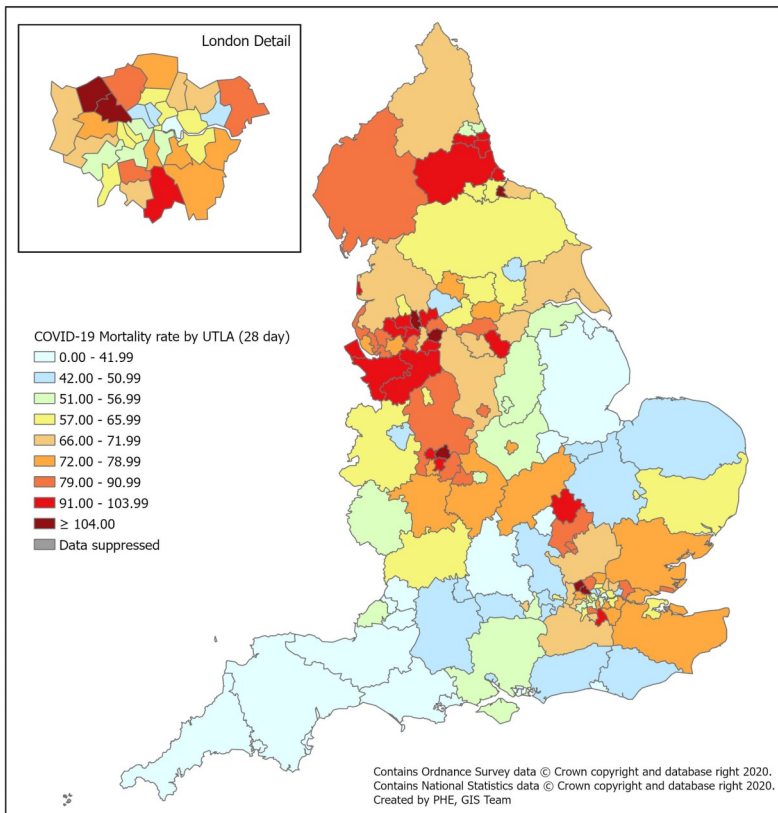 London Detail
COVID-19 Mortality rate by UTLA (28 day)
0.00 - 41.99
42.00 - 50.99
51.00 - 56.99
57.00 - 65.99
66.00 - 71.99
72.00 - 78.99
79.00 - 90.99
91.00 - 103.99
≥ 104.00
Data suppressed
Contains Ordnance Survey data © Crown copyright and database right 2020.
Contains National Statistics data © Crown copyright and database right 2020.
Created by PHE, GIS Team